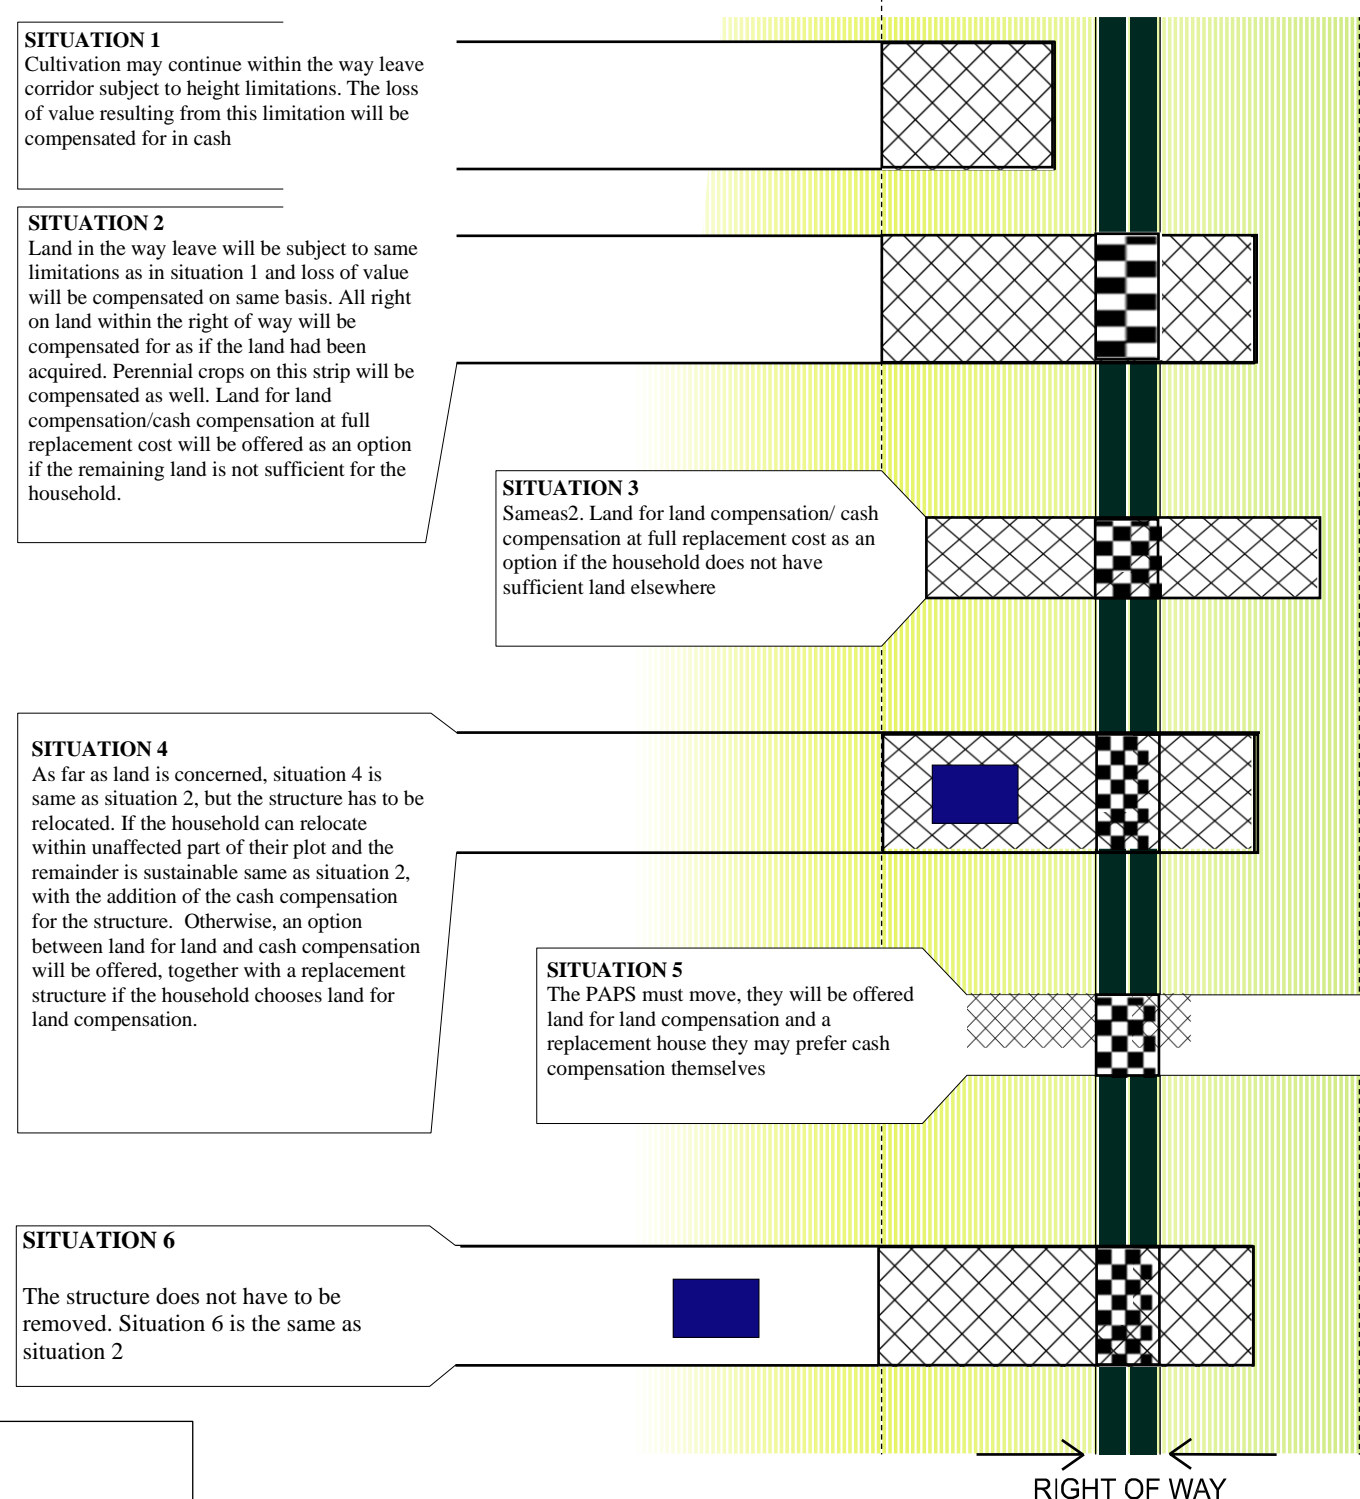 SITUATION 1
Cultivation may continue within the way leave
corridor subject to height limitations. The loss
of value resulting from this limitation will be
compensated for in cash
SITUATION 2
Land in the way leave will be subject to same
limitations as in situation 1 and loss of value
will be compensated on same basis. All right
on land within the right of way will be
compensated for as if the land had been
acquired. Perennial crops on this strip will be
compensated as well. Land for land
compensation/cash compensation at full
replacement cost will be offered as an option
if the remaining land is not sufficient for the
household.
SITUATION 3
Sameas2. Land for land compensation/ cash
compensation at full replacement cost as an
option if the household does not have
sufficient land elsewhere
SITUATION 4
As far as land is concerned, situation 4 is
same as situation 2, but the structure has to be
relocated. If the household can relocate
within unaffected part of their plot and the
remainder is sustainable same as situation 2,
with the addition of the cash compensation
for the structure.  Otherwise, an option
between land for land and cash compensation
will be offered, together with a replacement
structure if the household chooses land for
land compensation.
SITUATION 5
The PAPS must move, they will be offered
land for land compensation and a
replacement house they may prefer cash
compensation themselves
SITUATION 6
The structure does not have to be
removed. Situation 6 is the same as
situation 2
RIGHT OF WAY